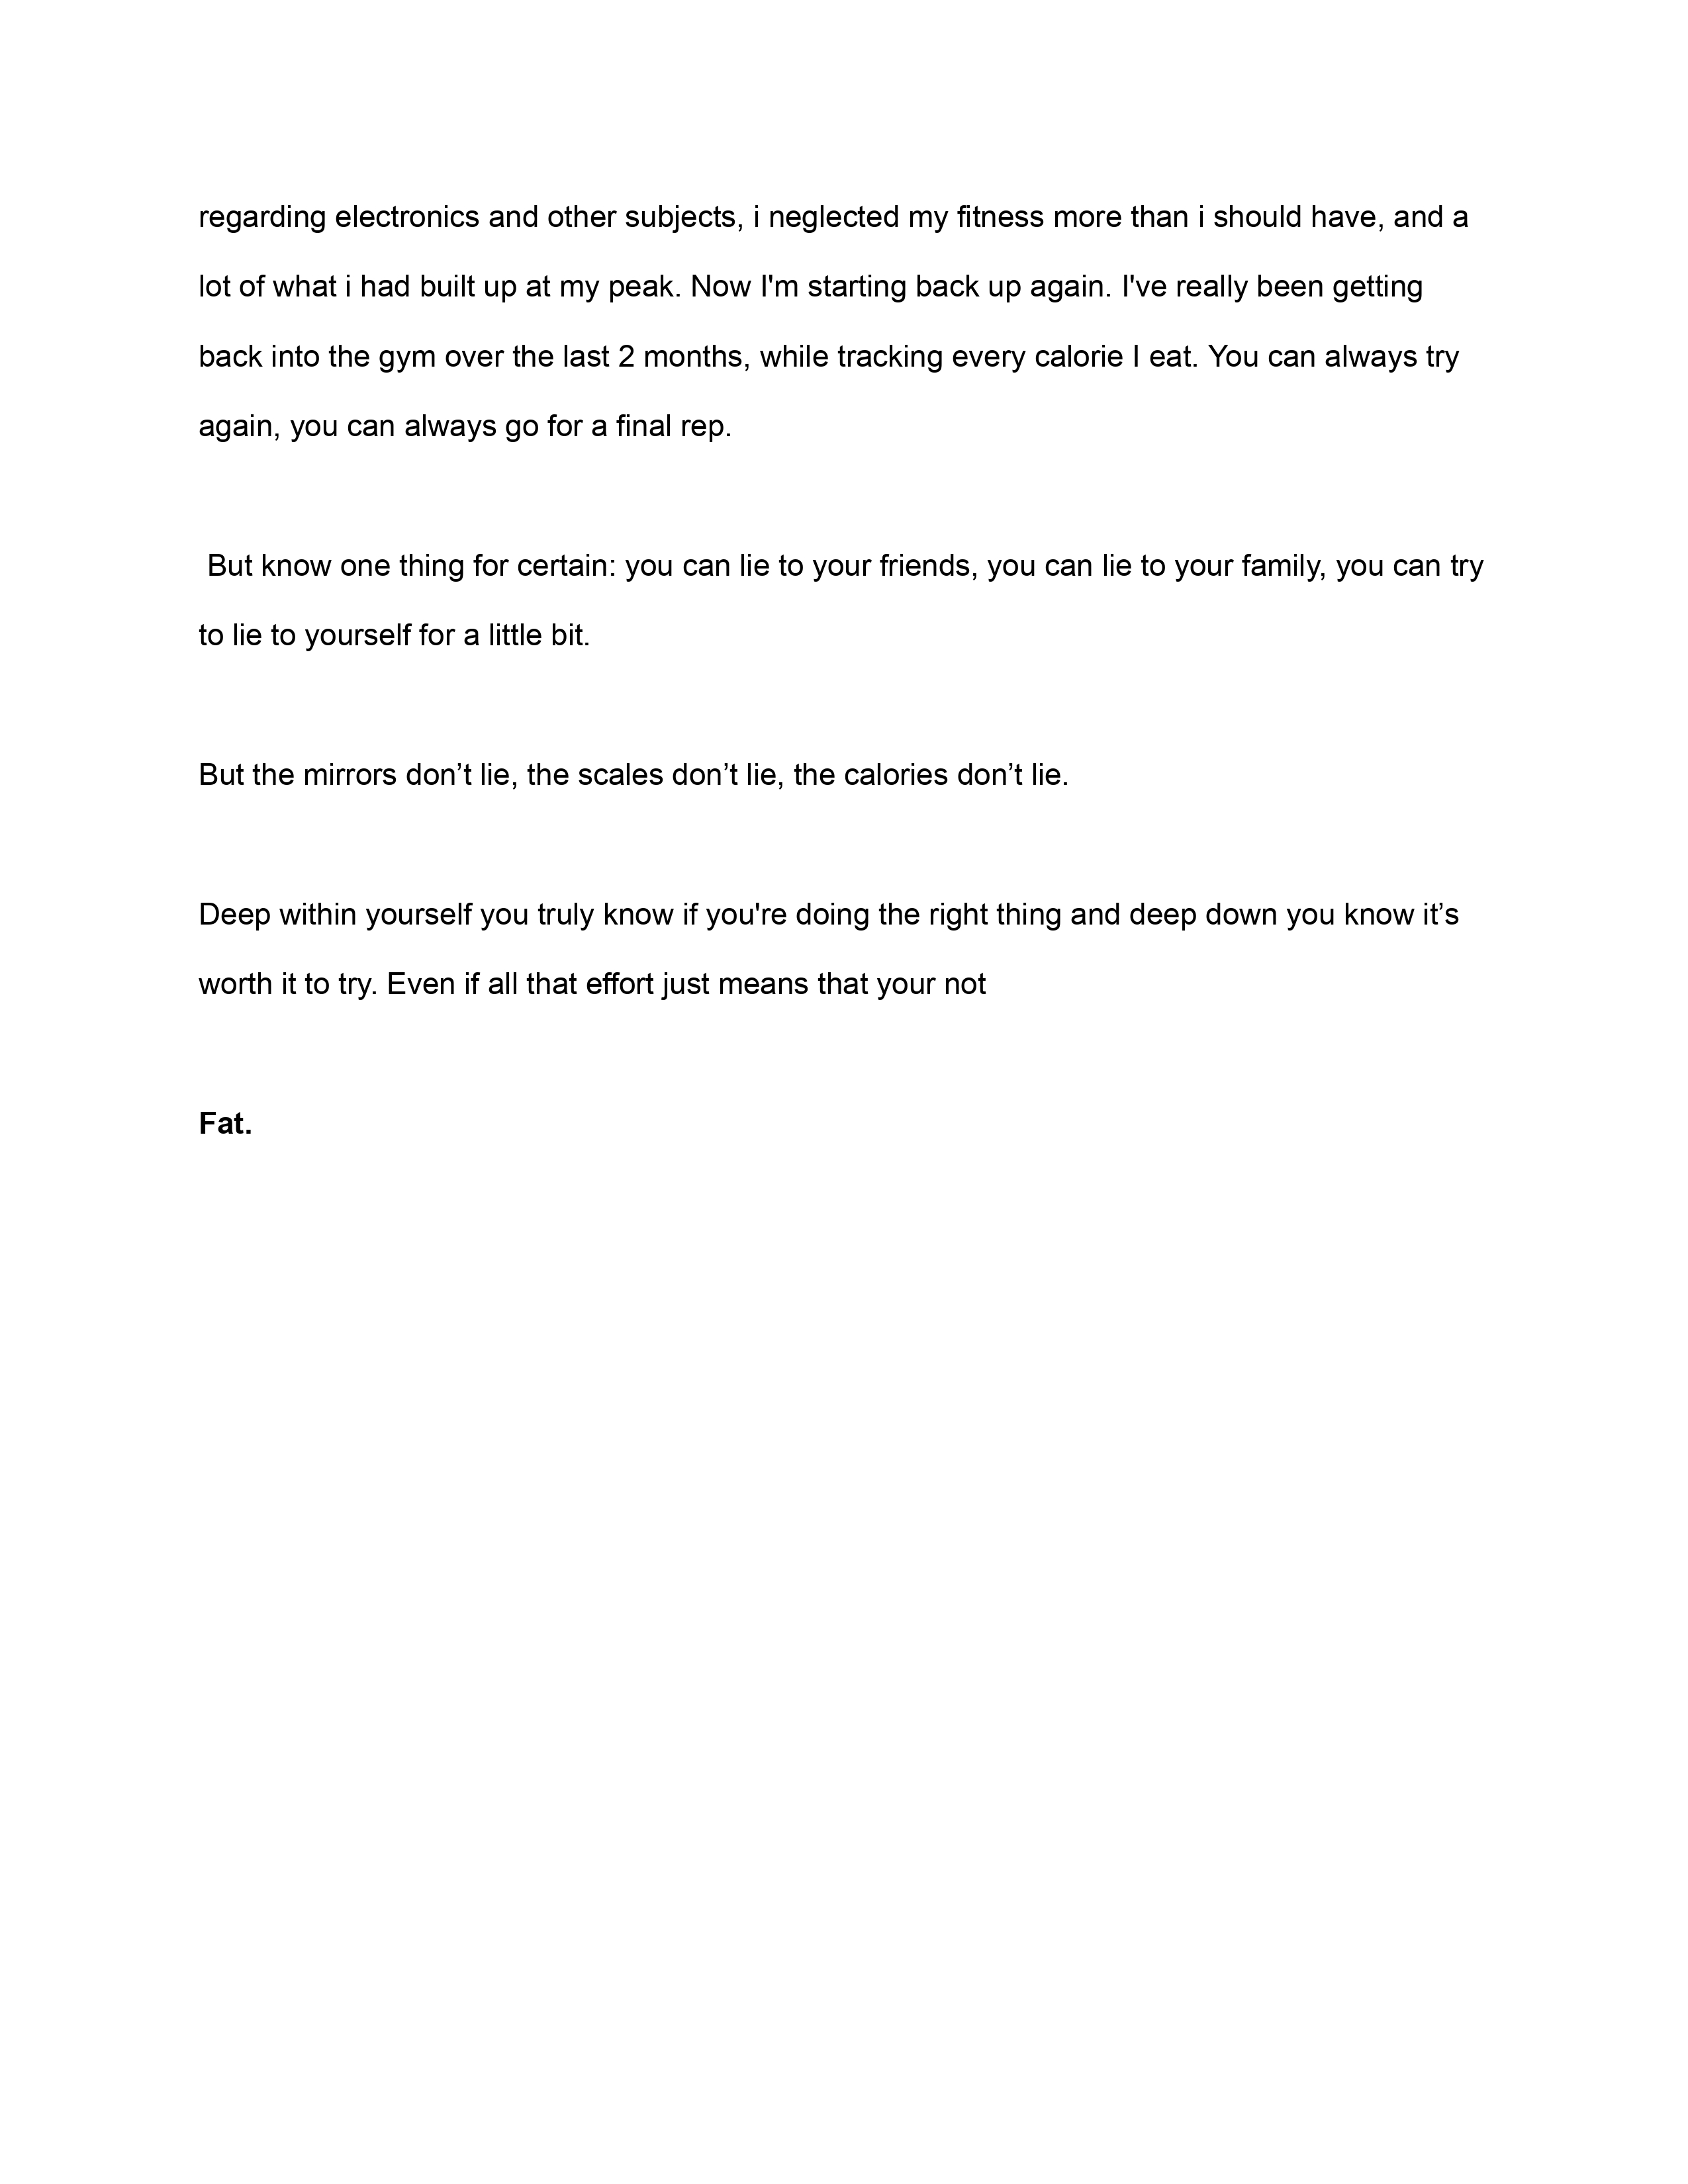 regarding electronics and other subjects, i neglected my fitness more than i should have, and a
lot of what i had built up at my peak. Now I'm starting back up again. I've really been getting
back into the gym over the last 2 months, while tracking every calorie I eat. You can always try
again, you can always go for a final rep.
But know one thing for certain: you can lie to your friends, you can lie to your family, you can try
to lie to yourself for a little bit.
But the mirrors don’t lie, the scales don’t lie, the calories don’t lie.
Deep within yourself you truly know if you're doing the right thing and deep down you know it’s
worth it to try. Even if all that effort just means that your not
Fat.